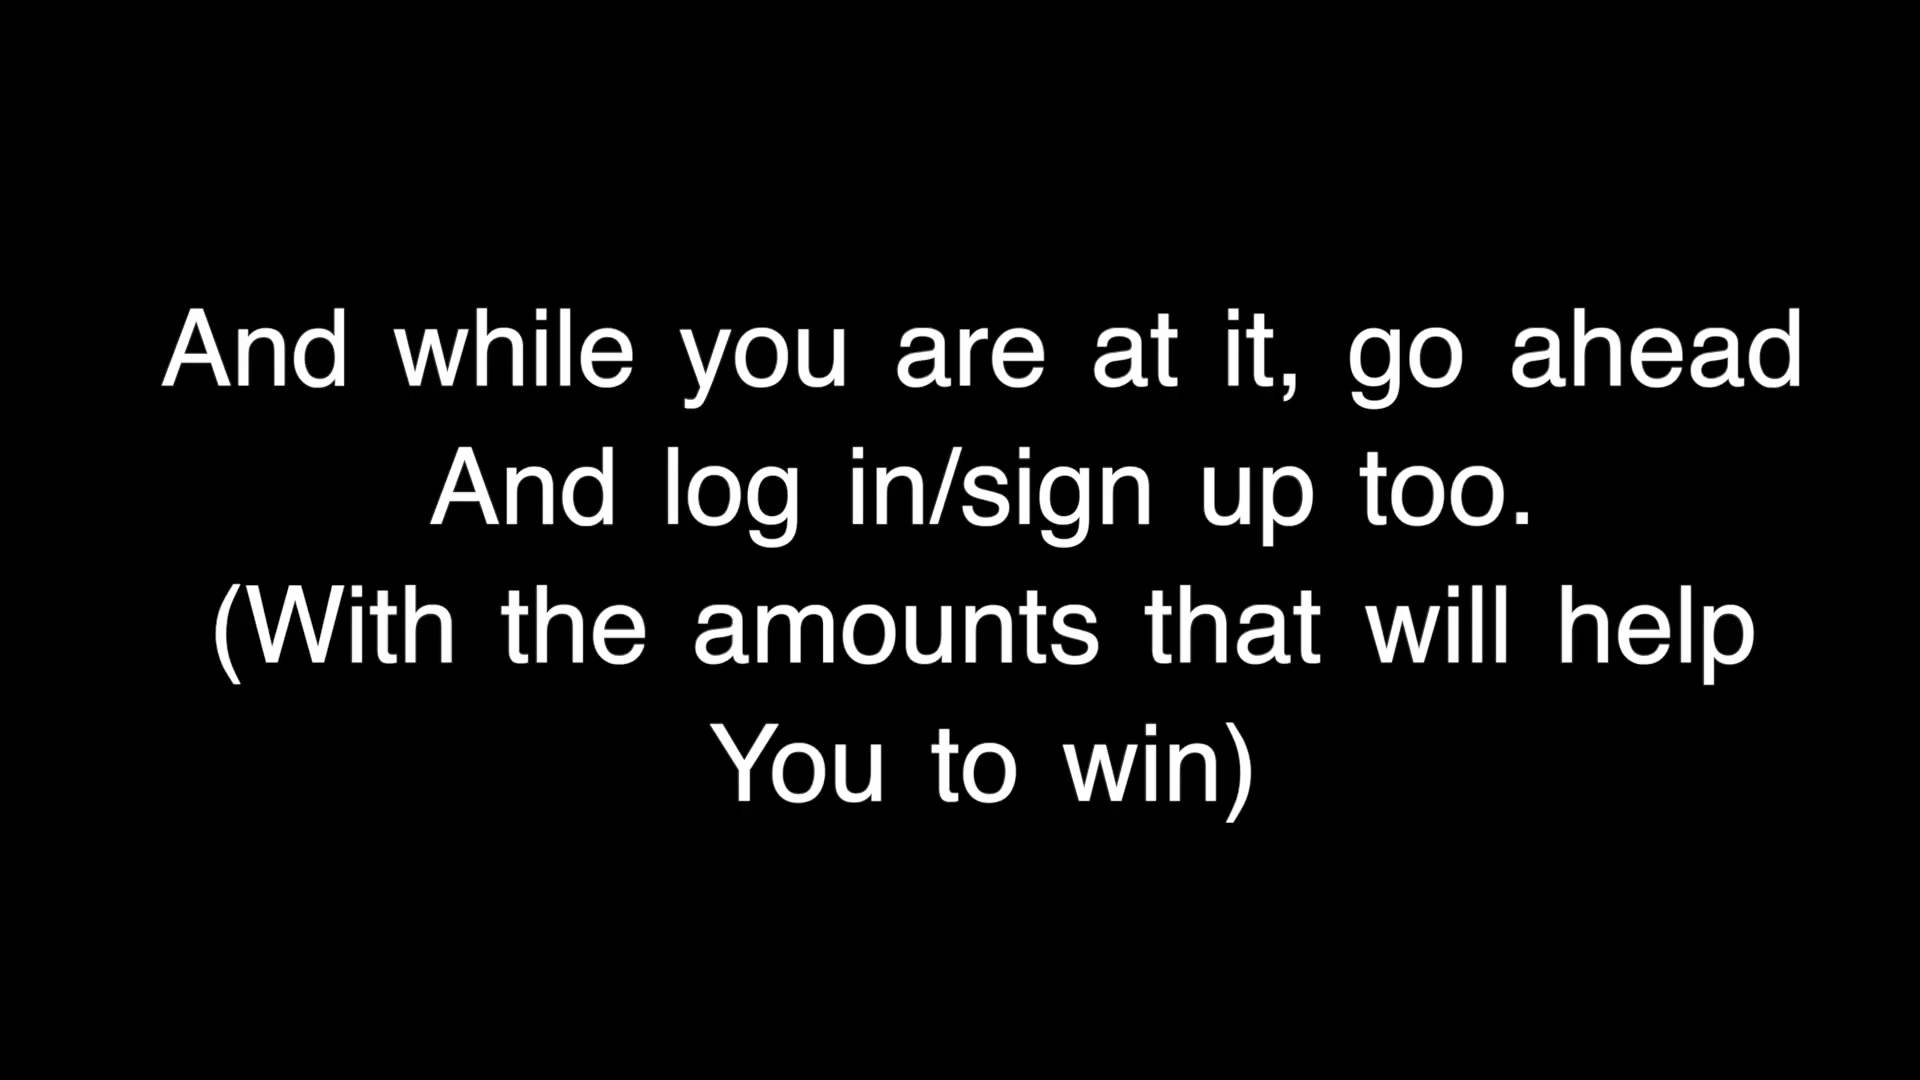 And while you are at it, go ahead
And log in/sign up too.
(With the amounts that will help
You to win)